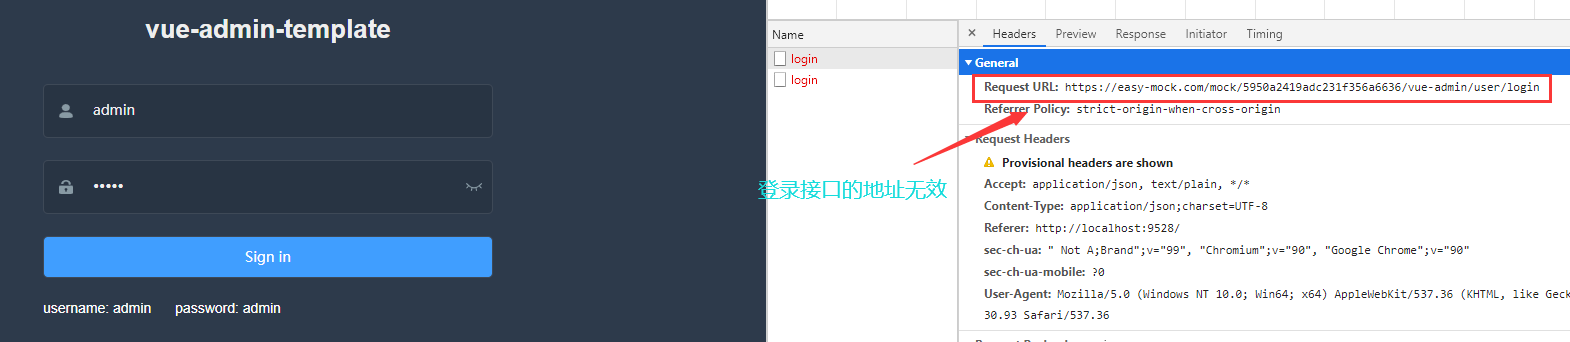 vue-admin-template
admin
•••••
Sign in
username: admin password: admin
登录接口的地址无效
Name
login
login
× Headers Preview Response Initiator Timing
General
Request URL: https://easy-mock.com/mock/5950a2419adc231f356a6636/vue-admin/user/login
Referrer Policy: strict-origin-when-cross-origin
Request Headers
Provisional headers are shown
Accept: application/json, text/plain, */*
Content-Type: application/json;charset=UTF-8
Referer: http://localhost:9528/
sec-ch-ua: " Not A;Brand";v="99", "Chromium";v="90", "Google Chrome";v="90"
sec-ch-ua-mobile: ?0
User-Agent: Mozilla/5.0 (Windows NT 10.0; Win64; x64) AppleWebKit/537.36 (KHTML, like Geck
30.93 Safari/537.36